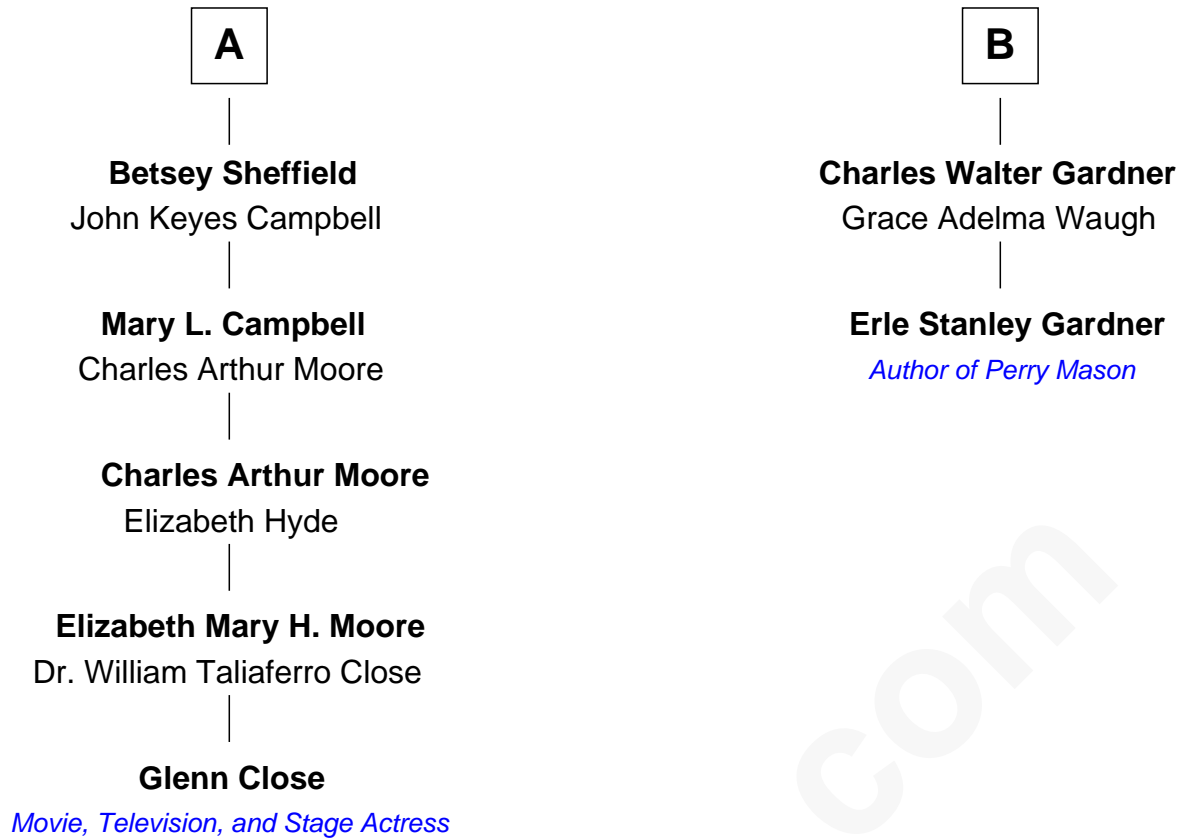 A
Betsey Sheffield
John Keyes Campbell
Mary L. Campbell
Charles Arthur Moore
Charles Arthur Moore
Elizabeth Hyde
Elizabeth Mary H. Moore
Dr. William Taliaferro Close
Glenn Close
Movie, Television, and Stage Actress
B
Charles Walter Gardner
Grace Adelma Waugh
Erle Stanley Gardner
Author of Perry Mason
com